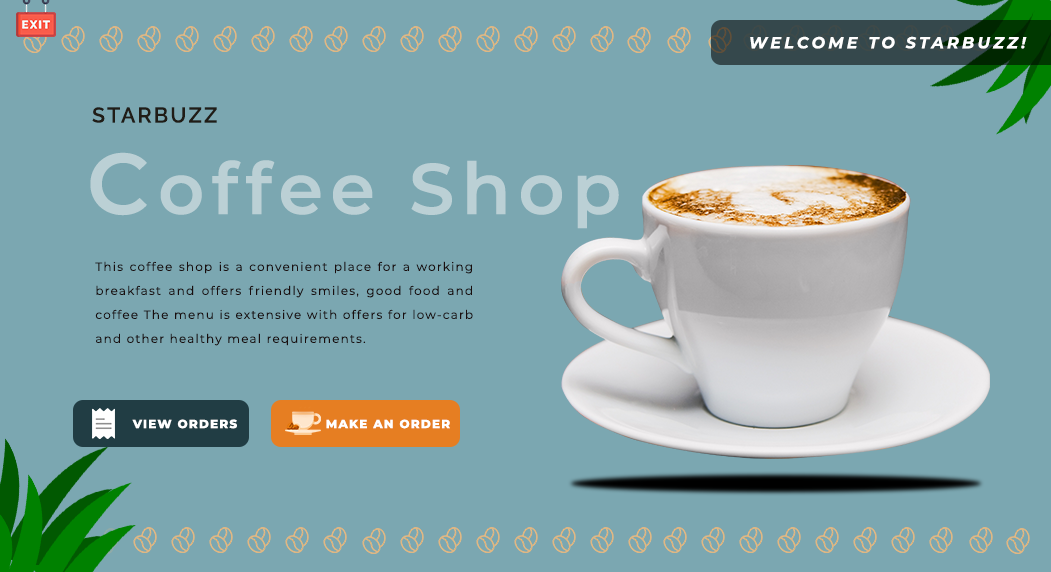 EXIT
WELCOME TO STARBUZZ!
STARBUZZ
Coffee Shop
This coffee shop is a convenient place for a working
breakfast and offers friendly smiles, good food and
coffee The menu is extensive with offers for low-carb
and other healthy meal requirements.
VIEW ORDERS
MAKE AN ORDER